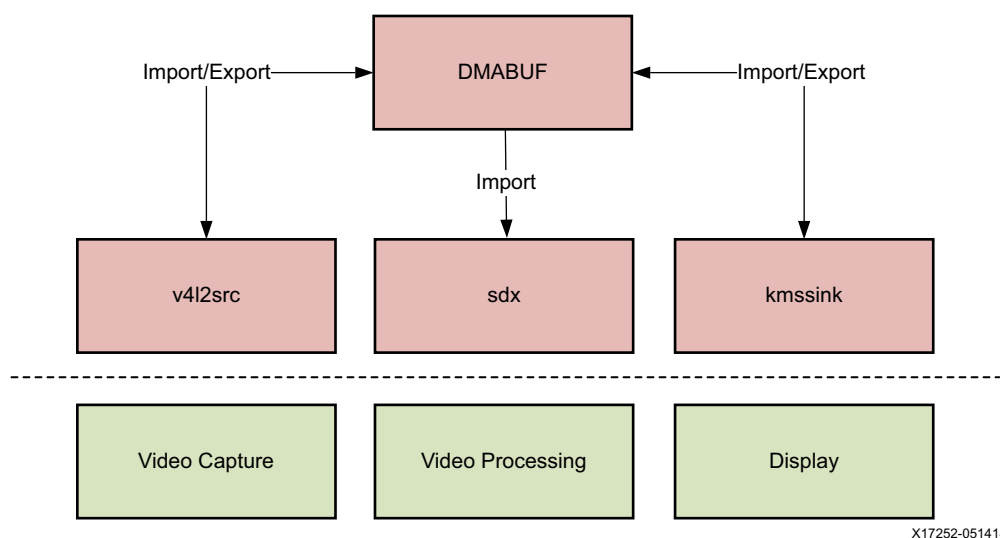 DMABUF
Import/Export
Import/Export
Import
v4l2src
sdx
kmssink
Video Capture
Video Processing
Display
X17252-05141